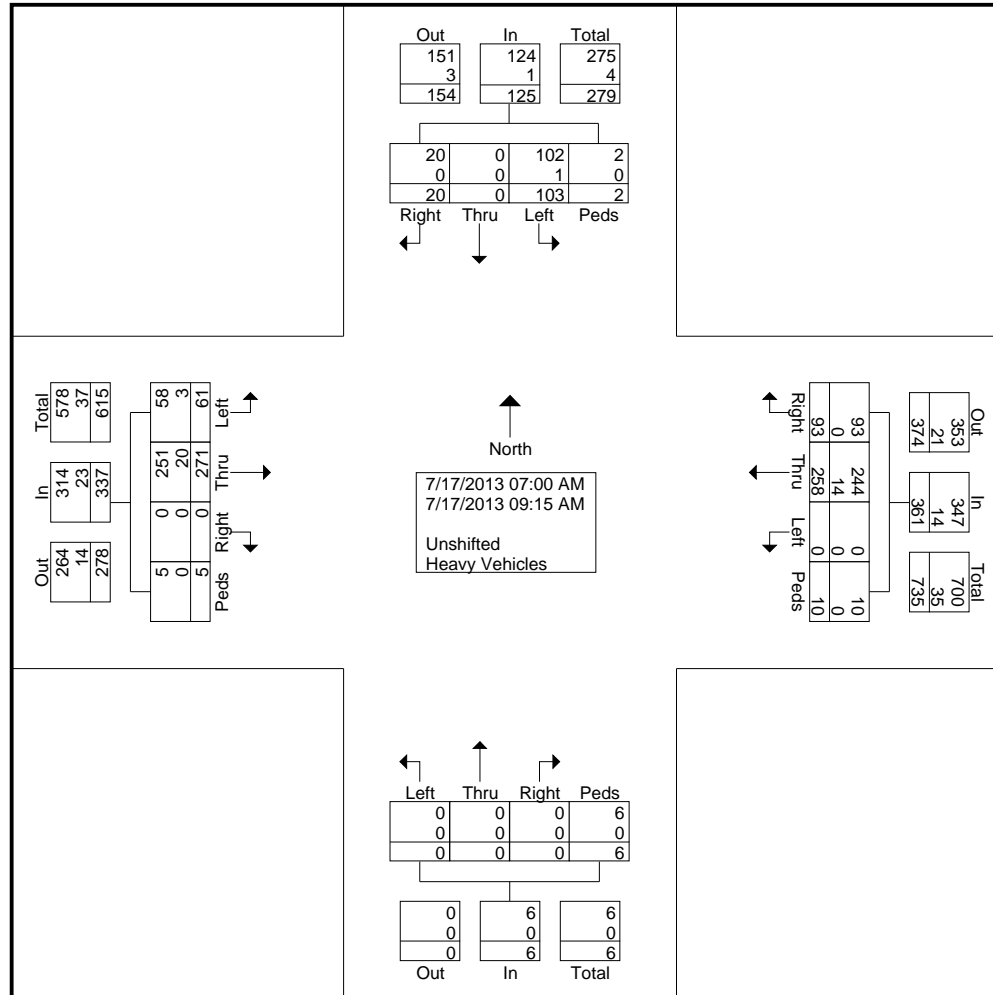 Out In Total
151 124 275
3 1 4
154 125 279
20 0 102 2
0 0 1 0
20 0 103 2
Right Thru Left Peds
Total
578
37
615
In
314
23
337
Out
264
14
278
58
3
61
Left
251
20
271
Thru
0
0
0
Right
5
0
5
Peds
North
7/17/2013 07:00 AM
7/17/2013 09:15 AM
Unshifted
Heavy Vehicles
Right
93
0
93
Thru
244
14
258
Left
0
0
0
Peds
10
0
10
Out
353
21
374
In
347
14
361
Total
700
35
735
Left Thru Right Peds
0 0 0 6
0 0 0 0
0 0 0 6
0 6 6
0 0 0
0 6 6
Out In Total